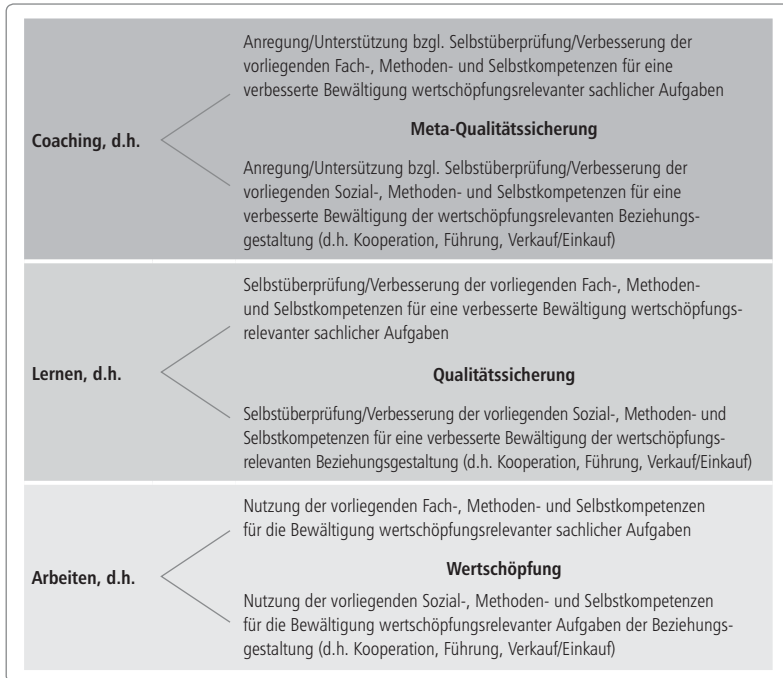 Anregung/Unterstützung bzgl. Selbstüberprüfung/Verbesserung der
vorliegenden Fach-, Methoden- und Selbstkompetenzen für eine
verbesserte Bewältigung wertschöpfungsrelevanter sachlicher Aufgaben
Coaching, d.h.
Meta-Qualitätssicherung
Anregung/Untersützung bzgl. Selbstüberprüfung/Verbesserung der
vorliegenden Sozial-, Methoden- und Selbstkompetenzen für eine
verbesserte Bewältigung der wertschöpfungsrelevanten Beziehungs-
gestaltung (d.h. Kooperation, Führung, Verkauf/Einkauf)
Selbstüberprüfung/Verbesserung der vorliegenden Fach-, Methoden-
und Selbstkompetenzen für eine verbesserte Bewältigung wertschöpfungs-
relevanter sachlicher Aufgaben
Lernen, d.h.
Qualitätssicherung
Selbstüberprüfung/Verbesserung der vorliegenden Sozial-, Methoden- und
Selbstkompetenzen für eine verbesserte Bewältigung der wertschöpfungs-
relevanten Beziehungsgestaltung (d.h. Kooperation, Führung, Verkauf/Einkauf)
Nutzung der vorliegenden Fach-, Methoden- und Selbstkompetenzen
für die Bewältigung wertschöpfungsrelevanter sachlicher Aufgaben
Arbeiten, d.h.
Wertschöpfung
Nutzung der vorliegenden Sozial-, Methoden- und Selbstkompetenzen
für die Bewältigung wertschöpfungsrelevanter Aufgaben der Beziehungs-
gestaltung (d.h. Kooperation, Führung, Verkauf/Einkauf)